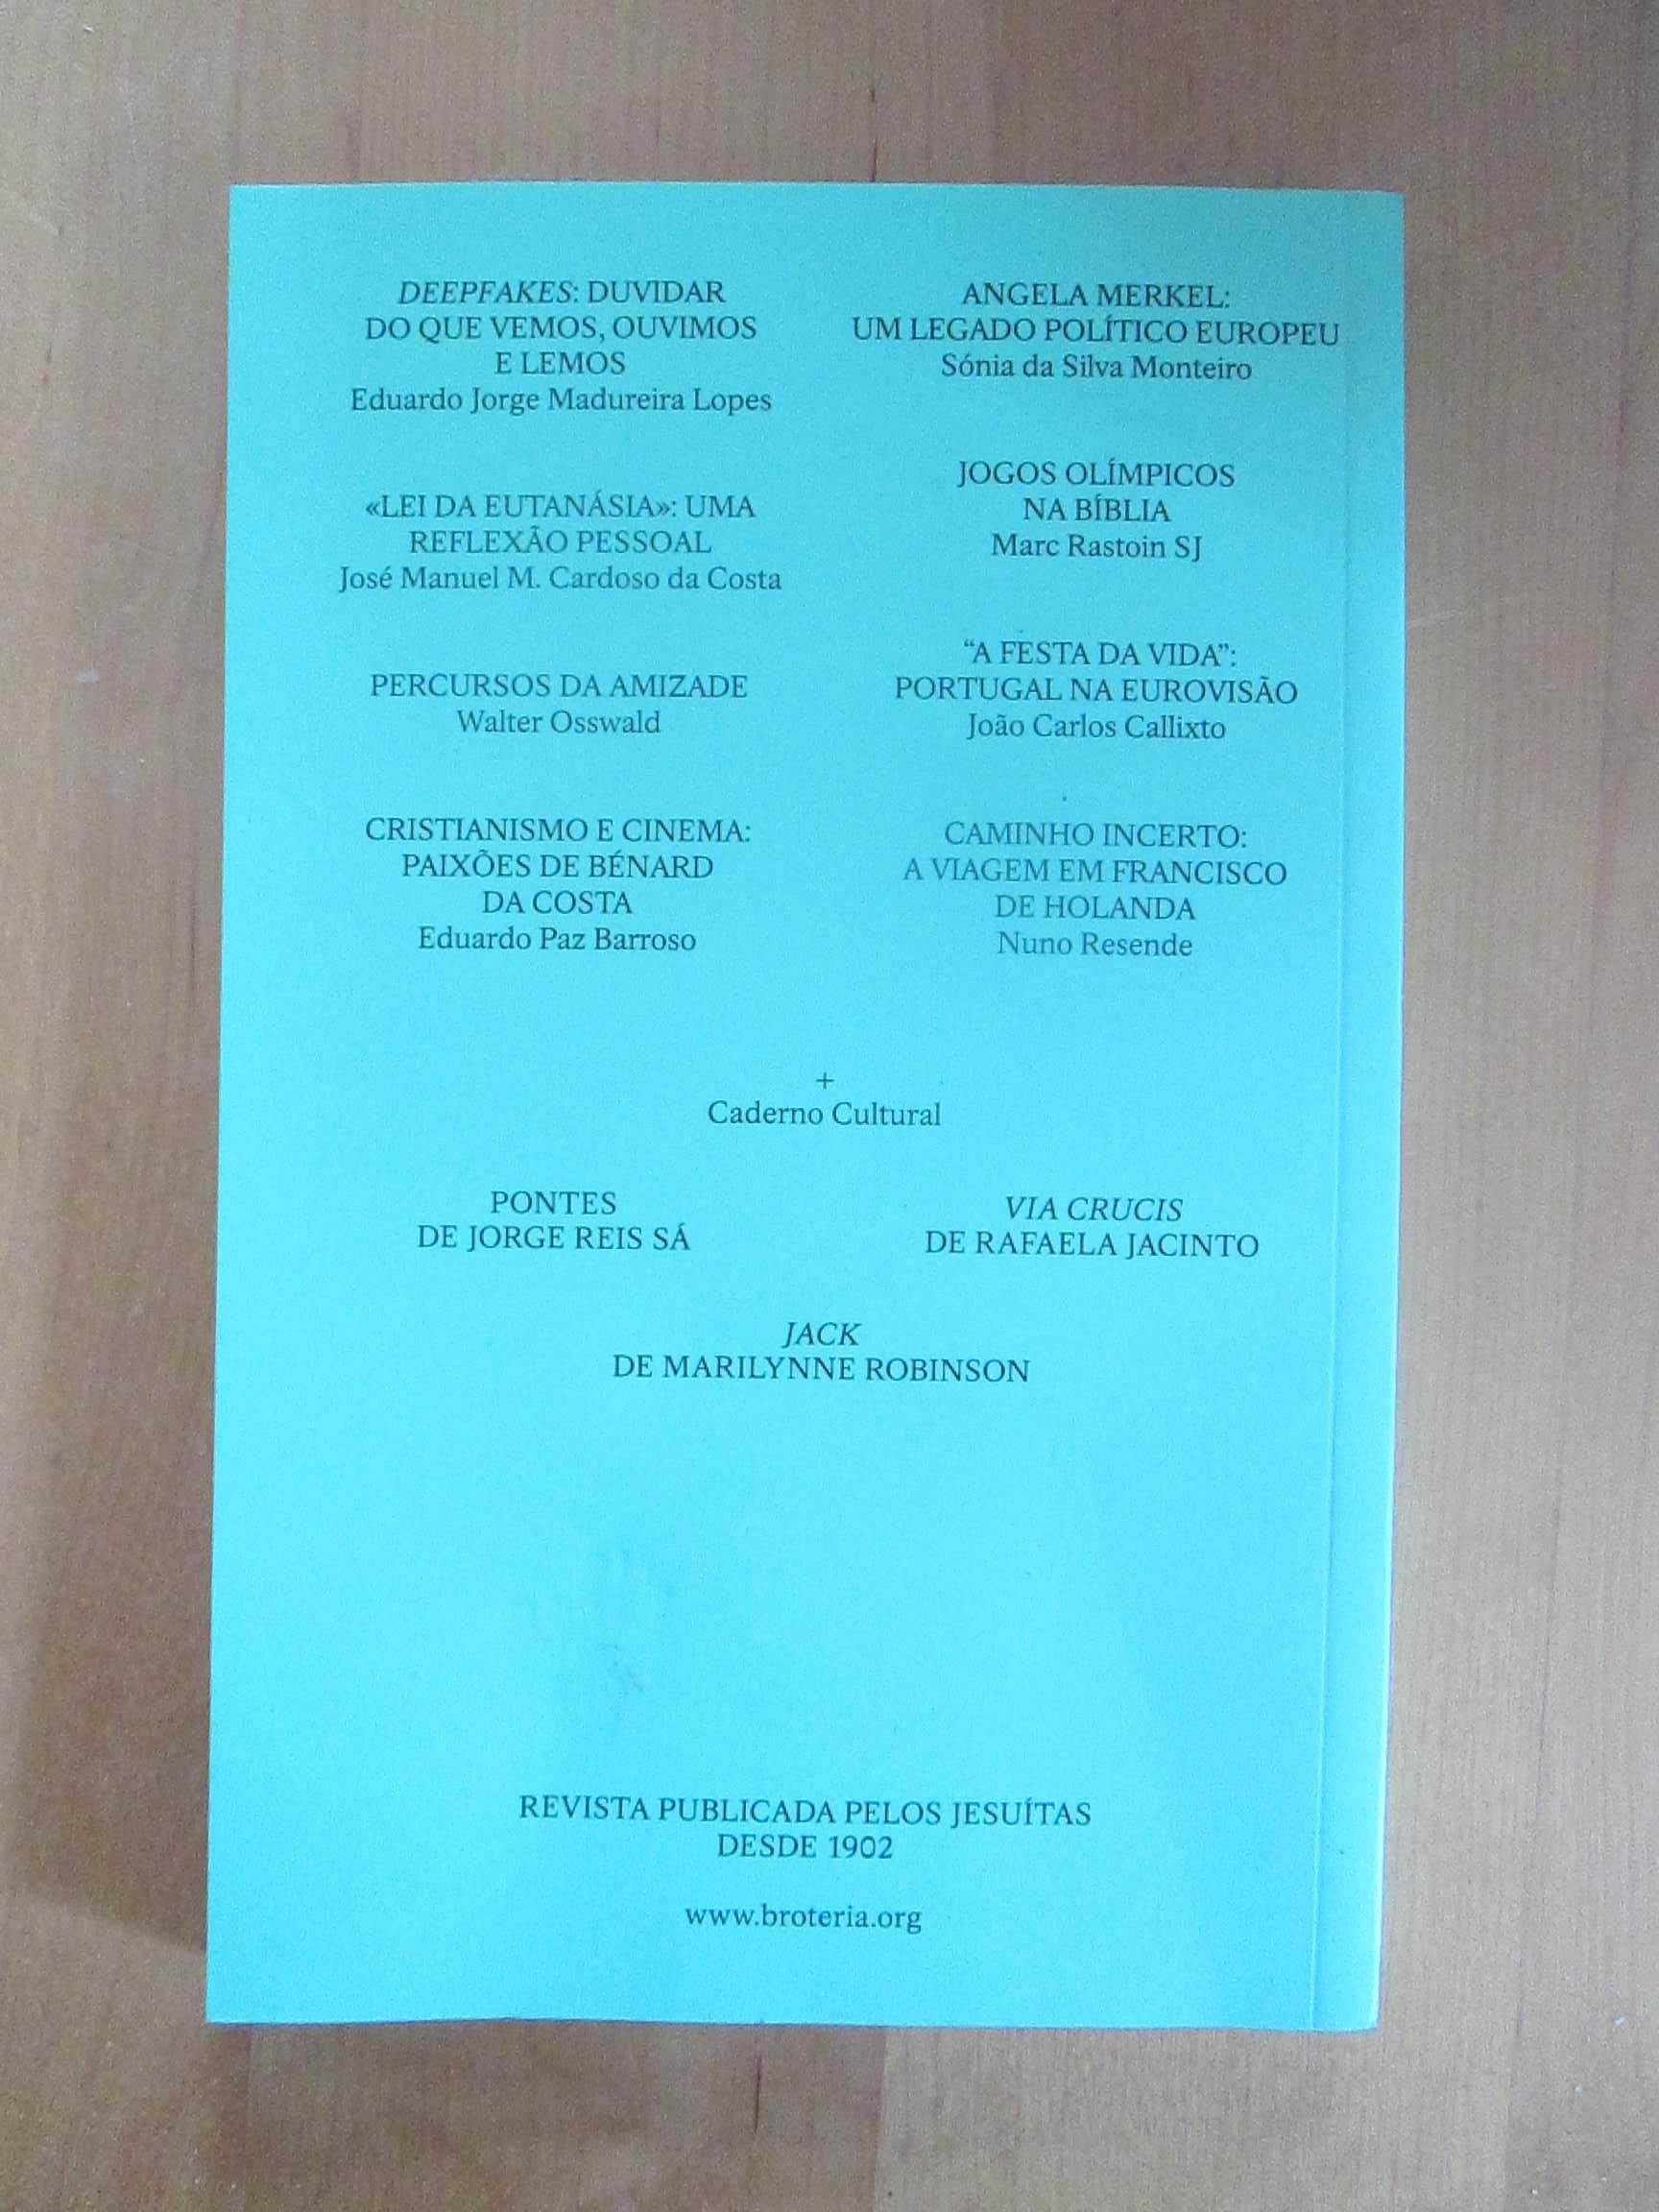 DEEPFAKES: DUVIDAR
DO QUE VEMOS, OUVIMOS
E LEMOS
Eduardo Jorge Madureira Lopes
«LEI DA EUTANÁSIA»: UMA
REFLEXÃO PESSOAL
José Manuel M. Cardoso da Costa
PERCURSOS DA AMIZADE
Walter Osswald
CRISTIANISMO E CINEMA:
PAIXÕES DE BÉNARD
DA COSTA
Eduardo Paz Barroso
ANGELA MERKEL:
UM LEGADO POLÍTICO EUROPEU
Sónia da Silva Monteiro
JOGOS OLÍMPICOS
NA BÍBLIA
Marc Rastoin SJ
“A FESTA DA VIDA”:
PORTUGAL NA EUROVISÃO
João Carlos Callixto
CAMINHO INCERTO:
A VIAGEM EM FRANCISCO
DE HOLANDA
Nuno Resende
+
Caderno Cultural
PONTES
DE JORGE REIS SÁ
VIA CRUCIS
DE RAFAELA JACINTO
JACK
DE MARILYNNE ROBINSON
REVISTA PUBLICADA PELOS JESUÍTAS
DESDE 1902
www.broteria.org